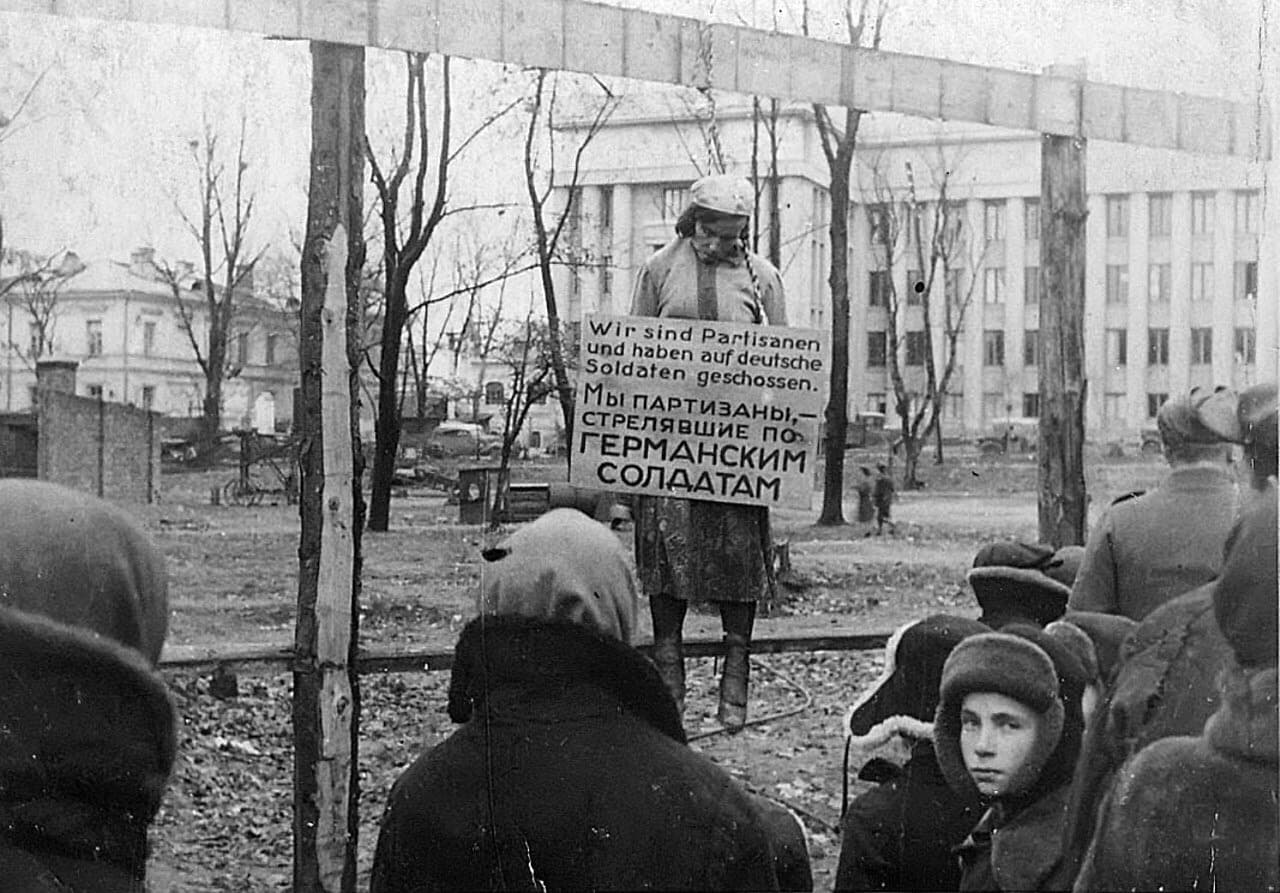 Wir sind Partisanen
und haben auf deutsche
Soldaten geschossen.
Мы партизаны,—
стрелявшие по
ГЕРМАНСКИМ
СОЛДАТАМ